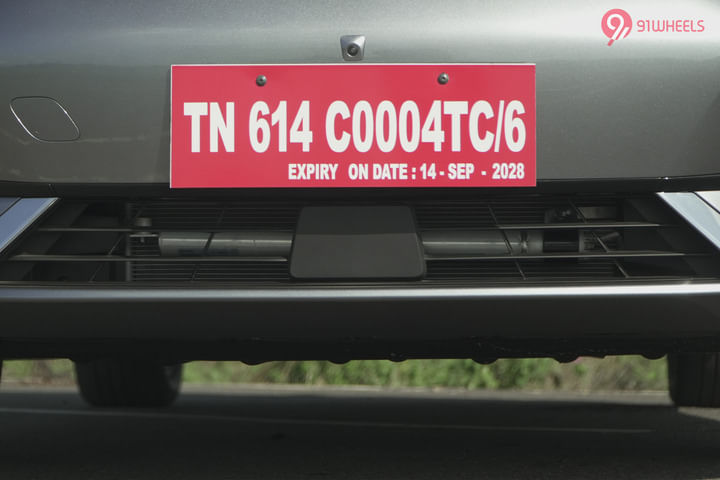 91WHEELS
TN 614 C0004TC/6
EXPIRY ON DATE : 14 - SEP - 2028